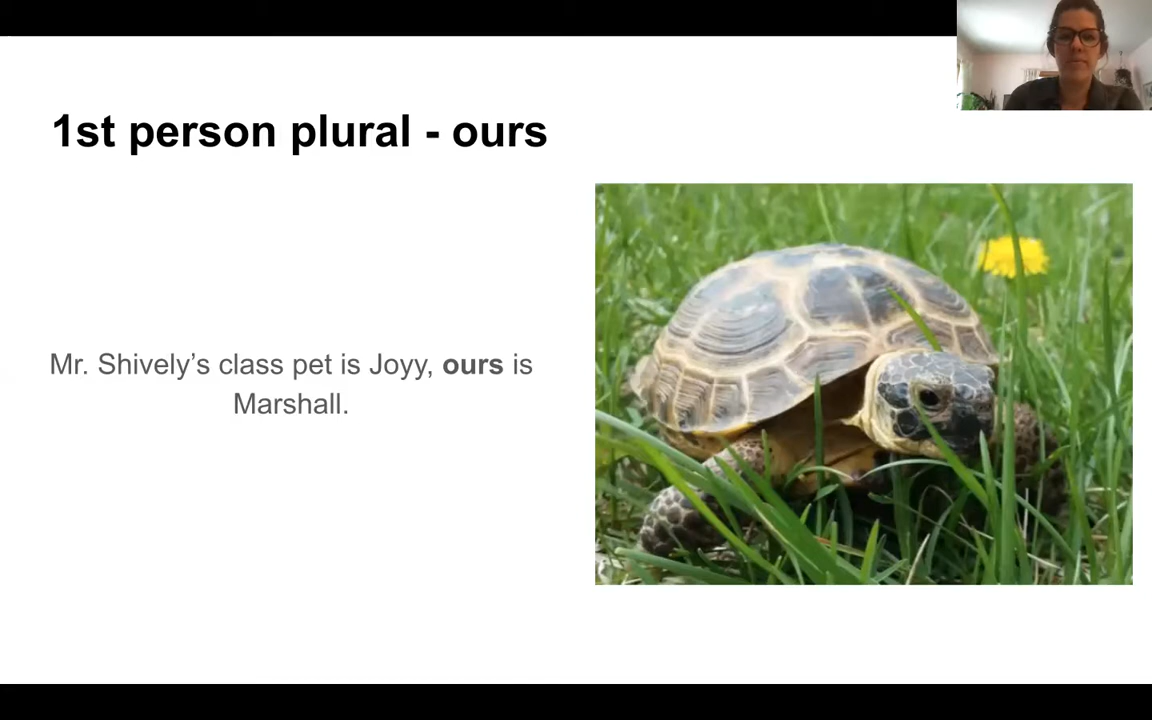 1st person plural - ours
Mr. Shively’s class pet is Joyy, ours is
Marshall.